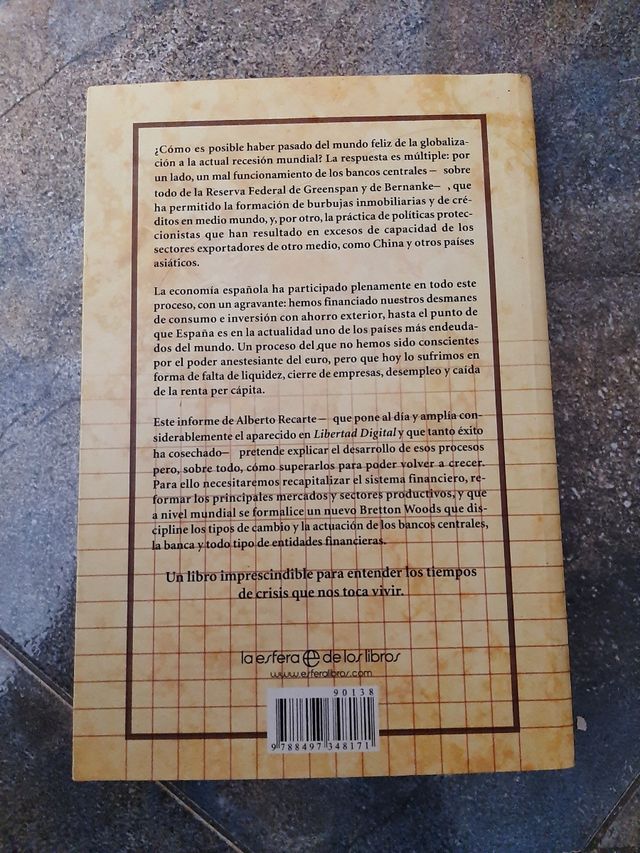 ¿Cómo es posible haber pasado del mundo feliz de la globaliza-
ción a la actual recesión mundial? La respuesta es múltiple: por
un lado, un mal funcionamiento de los bancos centrales— sobre
todo de la Reserva Federal de Greenspan y de Bernanke— , que
ha permitido la formación de burbujas inmobiliarias y de cré-
ditos en medio mundo, y, por otro, la práctica de políticas protec-
cionistas que han resultado en excesos de capacidad de los
sectores exportadores de otro medio, como China y otros países
asiáticos.
La economía española ha participado plenamente en todo este
proceso, con un agravante: hemos financiado nuestros desmanes
de consumo e inversión con ahorro exterior, hasta el punto de
que España es en la actualidad uno de los países más endeuda-
dos del mundo. Un proceso del que no hemos sido conscientes
por el poder anestesiante del euro, pero que hoy lo sufrimos en
forma de falta de liquidez, cierre de empresas, desempleo y caída
de la renta per cápita.
Este informe de Alberto Recarte— que pone al día y amplía con-
siderablemente el aparecido en Libertad Digital y que tanto éxito
ha cosechado— pretende explicar el desarrollo de esos procesos
pero, sobre todo, cómo superarlos para poder volver a crecer.
Para ello necesitaremos recapitalizar el sistema financiero, re-
formar los principales mercados y sectores productivos, y que
a nivel mundial se formalice un nuevo Bretton Woods que dis-
cipline los tipos de cambio y la actuación de los bancos centrales,
la banca y todo tipo de entidades financieras.
Un libro imprescindible para entender los tiempos
de crisis que nos toca vivir.
la esfera e de los libros
www.esferalibros.com
90138
9 788497 348171